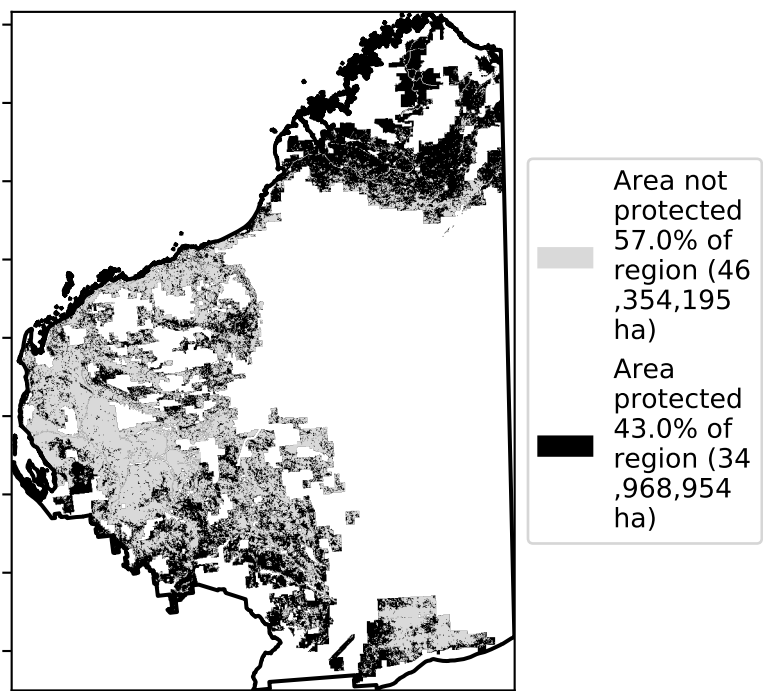 Area not
protected
57.0% of
region (46
,354,195
ha)
Area
protected
43.0% of
region (34
,968,954
ha)